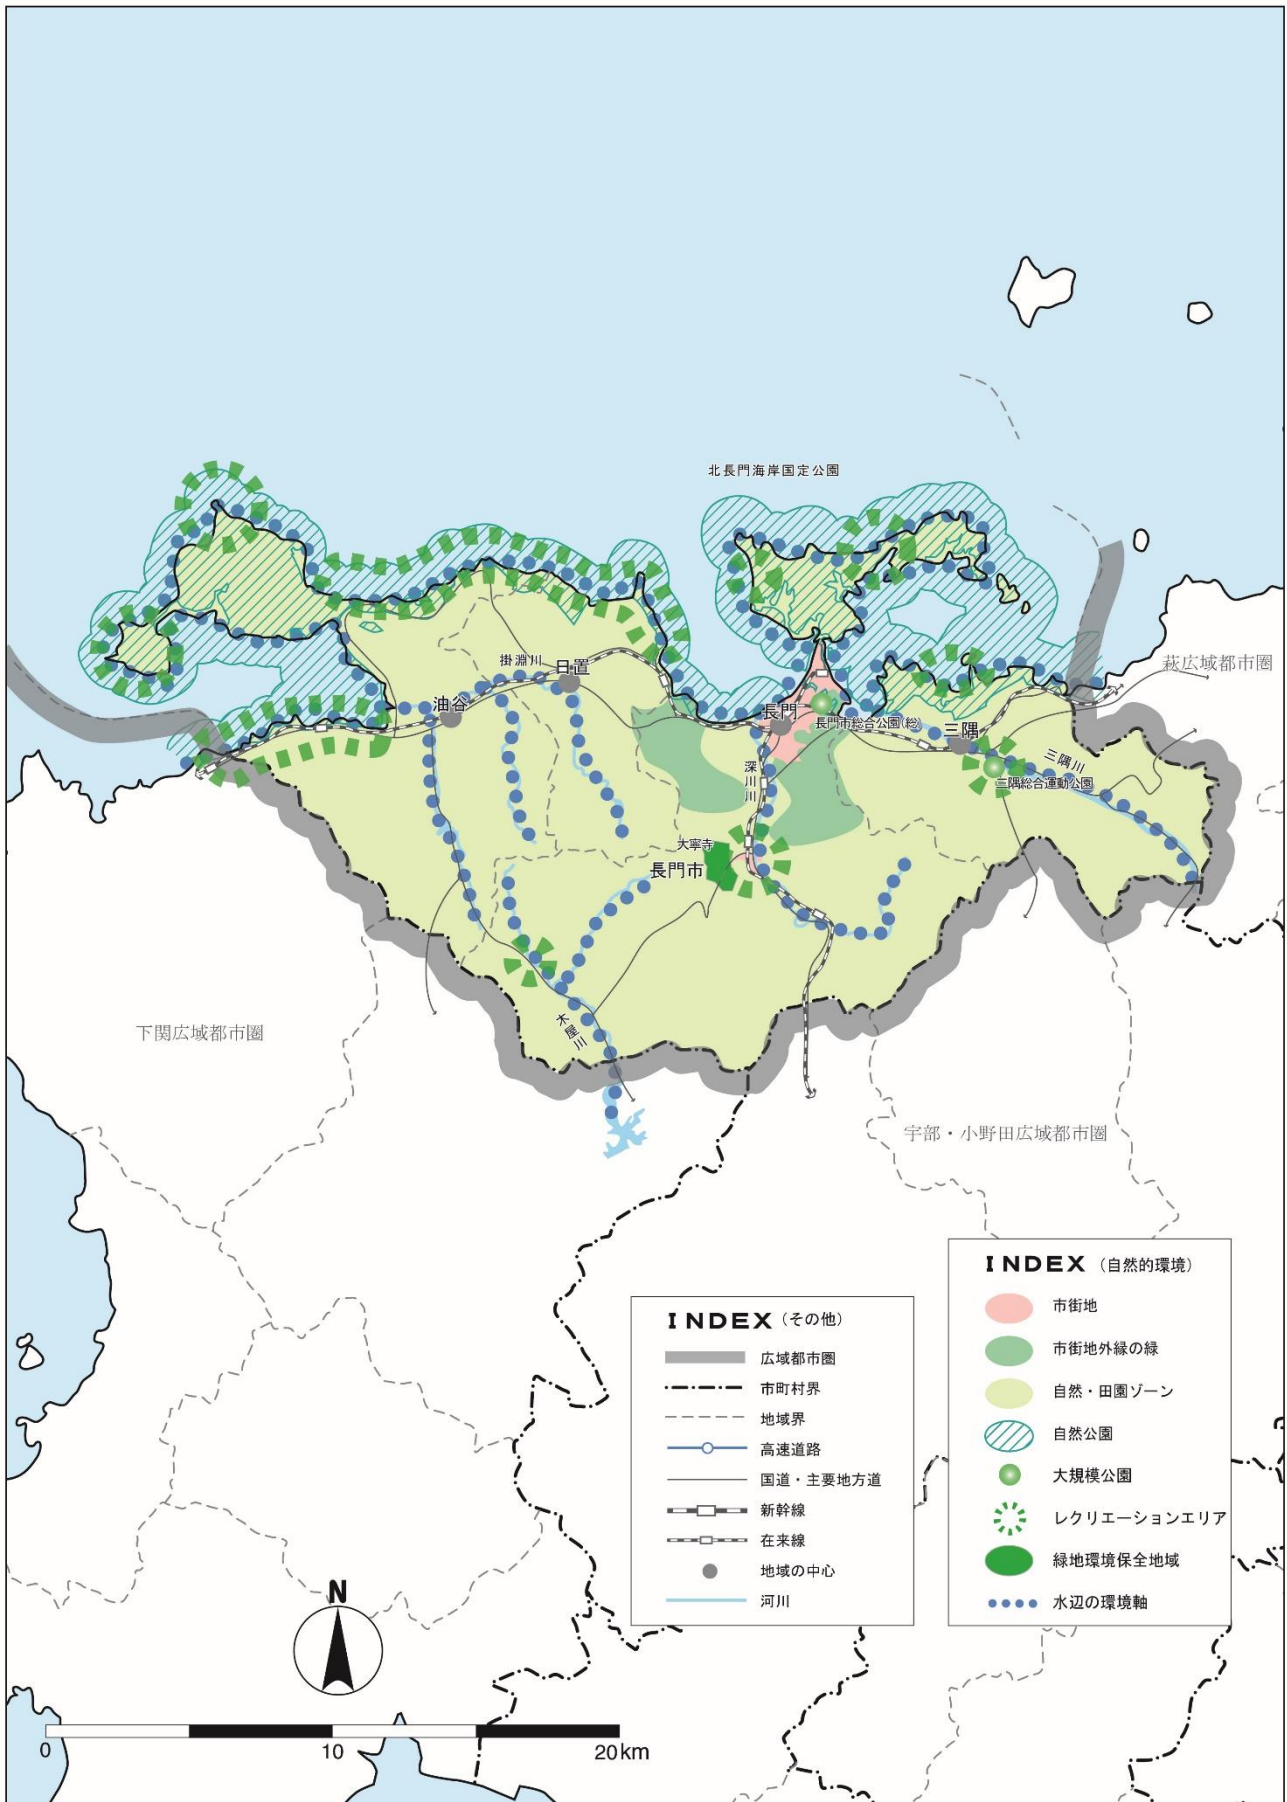 北長門海岸国定公園
萩広域都市圏
掛淵川
日置
油谷
長門
長門市総合公園(総)
三隅
三隅川
三隅総合運動公園
深川川
大寧寺
長門市
木屋川
下関広域都市圏
宇部・小野田広域都市圏
INDEX (自然的環境)
市街地
市街地外縁の緑
自然・田園ゾーン
自然公園
大規模公園
レクリエーションエリア
緑地環境保全地域
水辺の環境軸
INDEX (その他)
広域都市圏
市町村界
地域界
高速道路
国道・主要地方道
新幹線
在来線
地域の中心
河川
N
0 10 20km